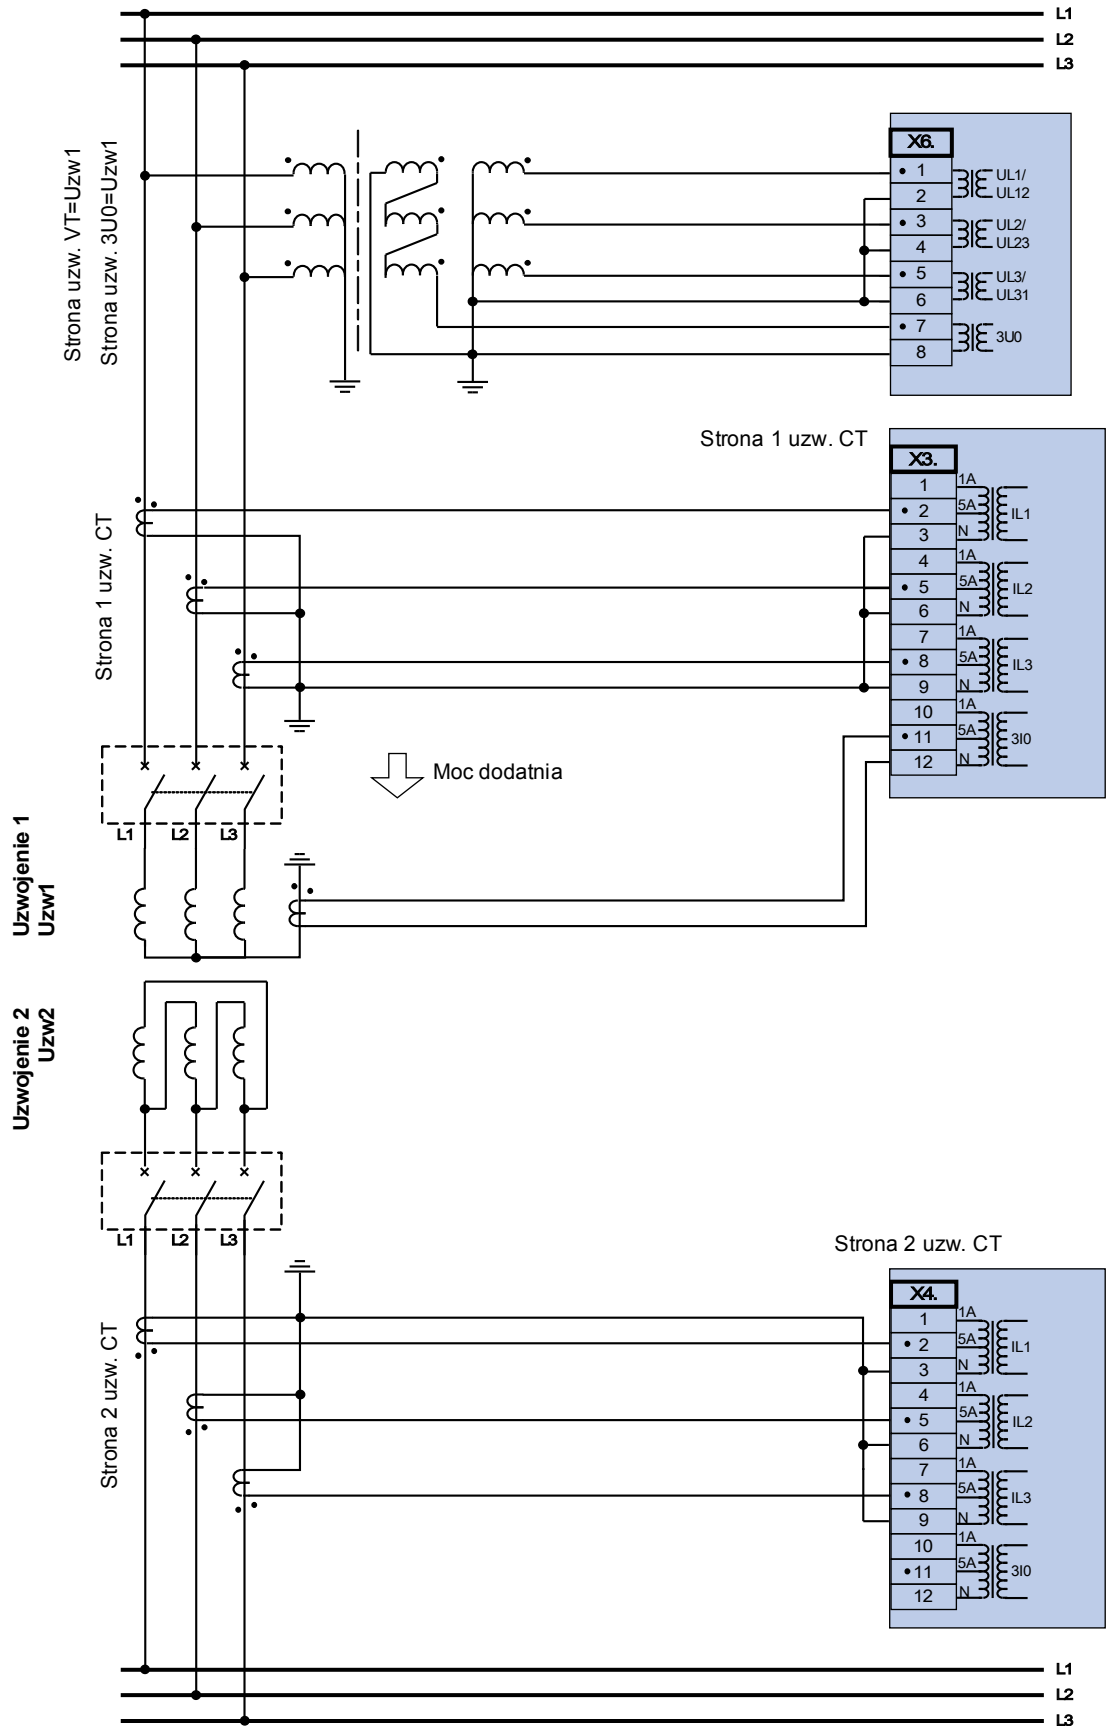 L1
L2
L3
Strona uzw. VT=Uzw1
Strona uzw. 3U0=Uzw1
X6.
1
2
3
4
5
6
7
8
UL1/
UL12
UL2/
UL23
UL3/
UL31
3U0
Strona 1 uzw. CT
Strona 1 uzw. CT
X3.
1 1A
2 5A IL1
3 N
4 1A
5 5A IL2
6 N
7 1A
8 5A IL3
9 N
10 1A
11 5A 3I0
12 N
Moc dodatnia
L1 L2 L3
Uzwojenie 1
Uzw1
Uzwojenie 2
Uzw2
L1 L2 L3
Strona 2 uzw. CT
Strona 2 uzw. CT
X4.
1 1A
2 5A IL1
3 N
4 1A
5 5A IL2
6 N
7 1A
8 5A IL3
9 N
10 1A
11 5A 3I0
12 N
L1
L2
L3